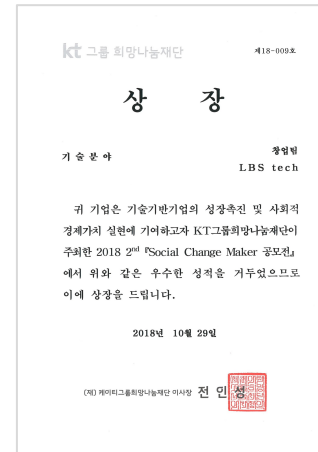 kt 그룹 희망나눔재단
제18-009호
상 장
기술분야
창업팀
LBS tech
귀 기업은 기술기반기업의 성장촉진 및 사회적
경제가치 실현에 기여하고자 KT그룹희망나눔재단이
주최한 2018 2nd 『Social Change Maker 공모전』
에서 위와 같은 우수한 성적을 거두었으므로
이에 상장을 드립니다.
2018년 10월 29일
(재) 케이티그룹희망나눔재단 이사장 전 인 성